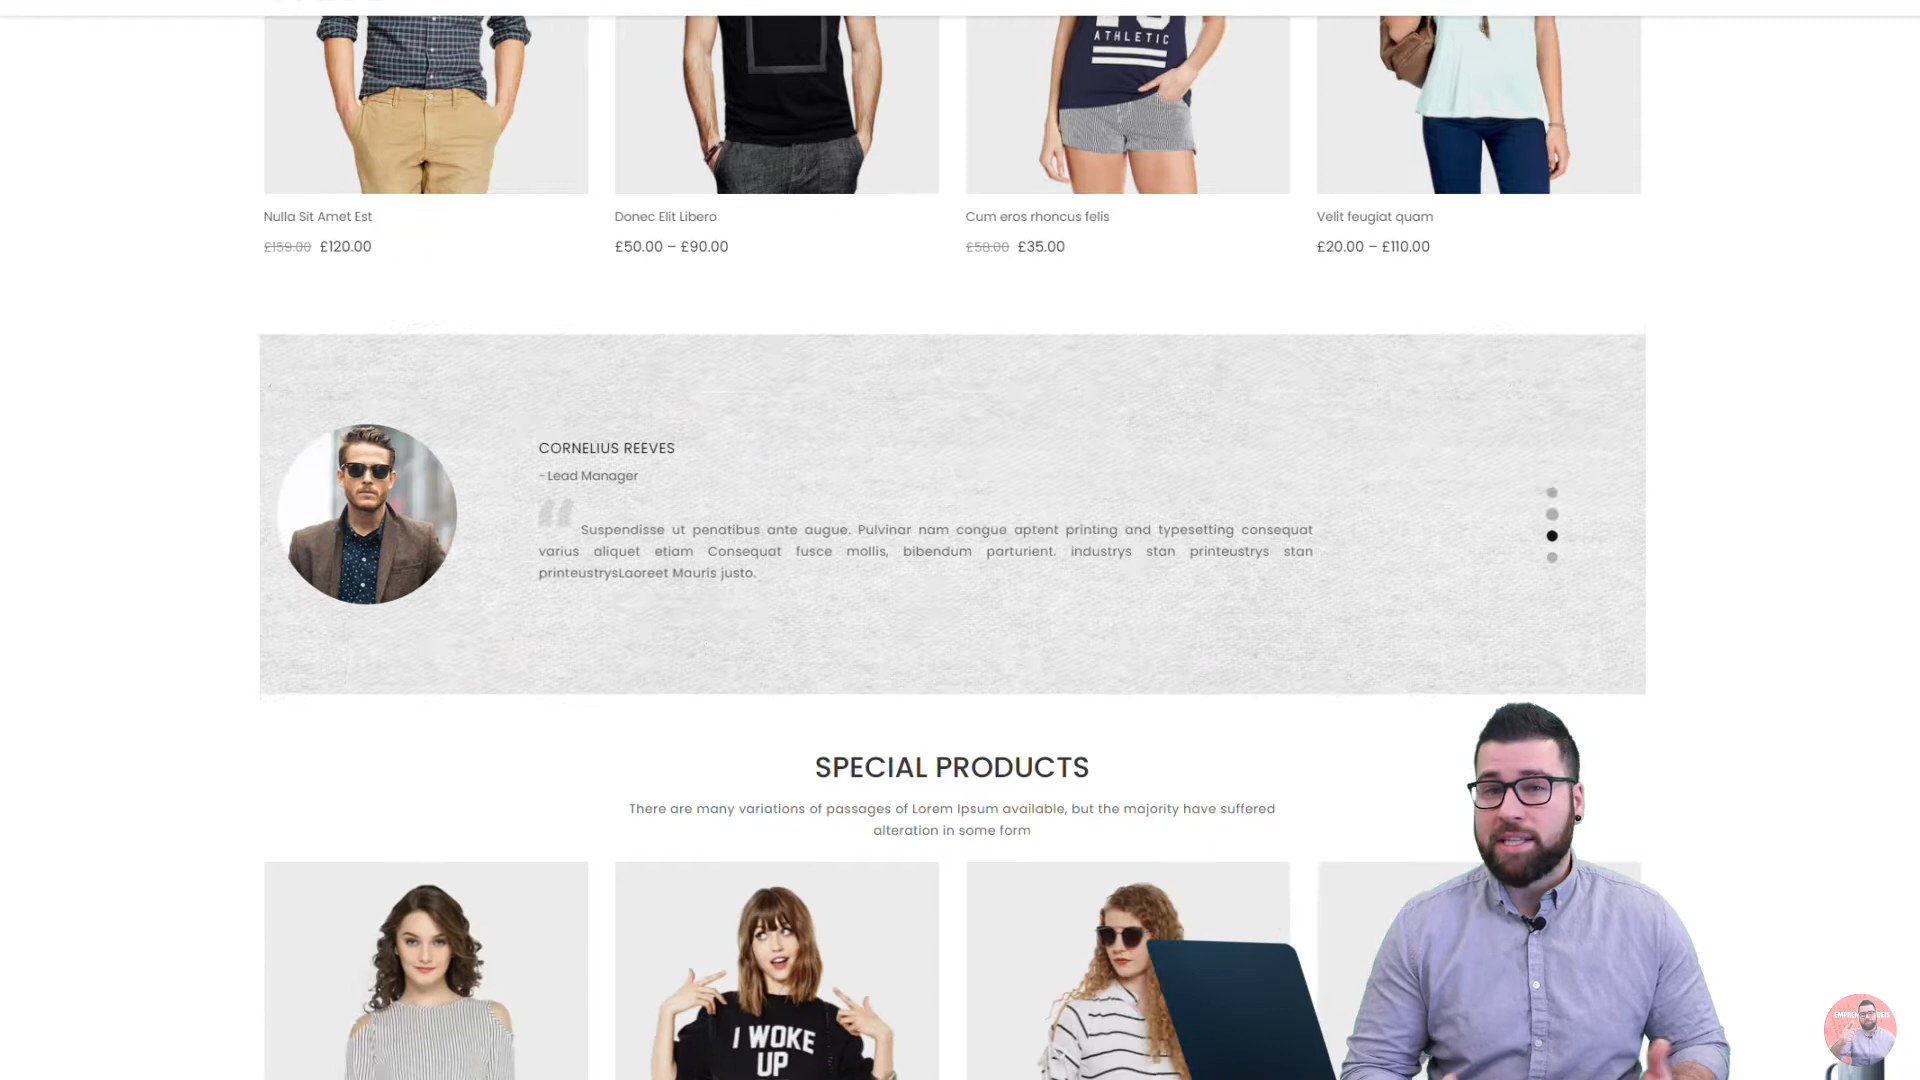 ATHLETIC
Nulla Sit Amet Est
£159.00 £120.00
Donec Elit Libero
£50.00 – £90.00
Cum eros rhoncus felis
£58.00 £35.00
Velit feugiat quam
£20.00 – £110.00
CORNELIUS REEVES
- Lead Manager
Suspendisse ut penatibus ante augue. Pulvinar nam congue aptent printing and typesetting consequat
varius aliquet etiam Consequat fusce mollis, bibendum parturient. industrys stan printeustrys stan
printeustrysLaoreet Mauris justo.
SPECIAL PRODUCTS
There are many variations of passages of Lorem Ipsum available, but the majority have suffered
alteration in some form
I WOKE
UP